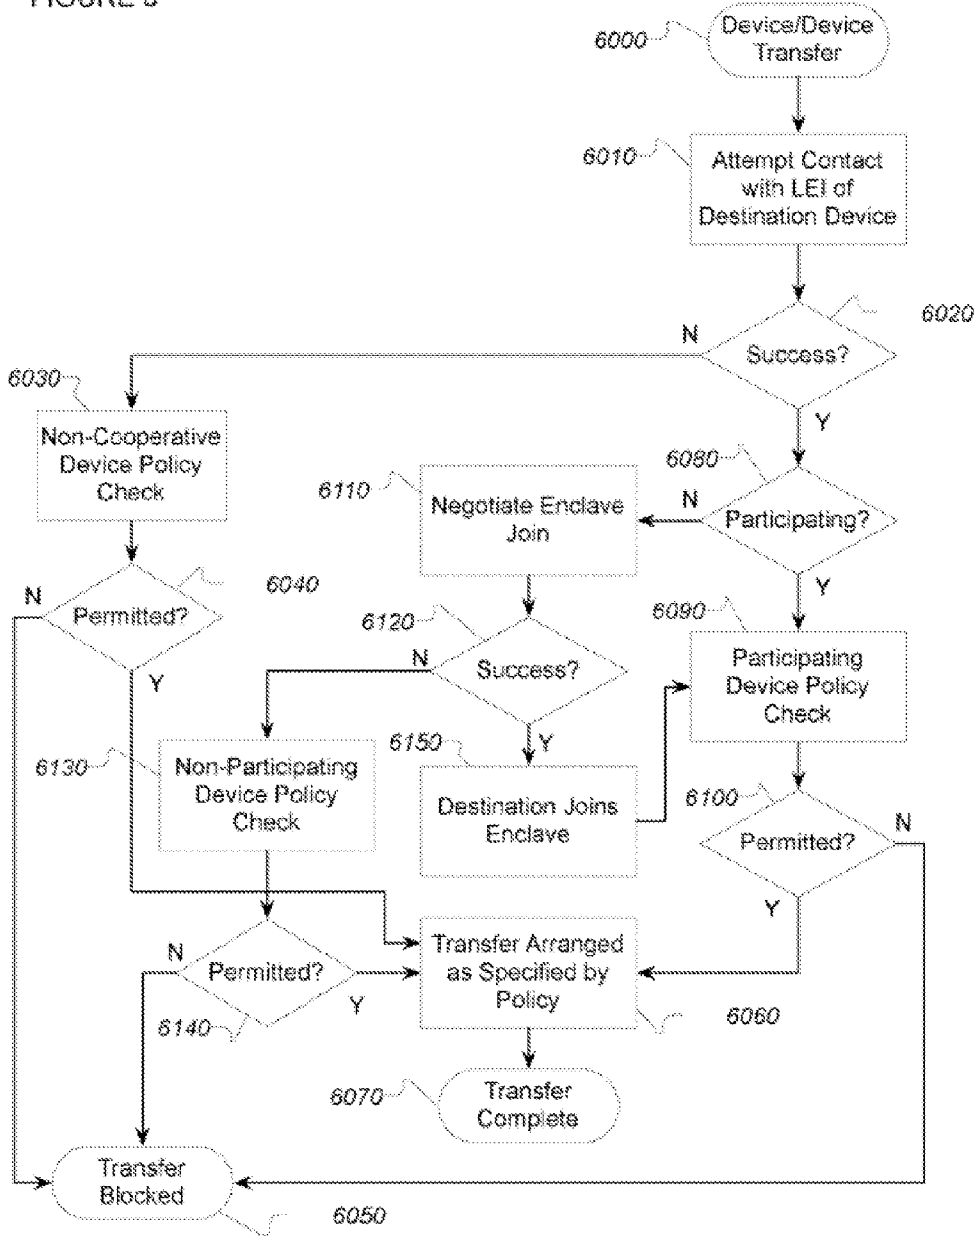 6000
Device/Device
Transfer
6010
Attempt Contact
with LEI of
Destination Device
6020
N
Success?
Y
6030
Non-Cooperative
Device Policy
Check
6080
N
Participating?
Y
6110
Negotiate Enclave
Join
6040
N
Permitted?
Y
6120
N
Success?
Y
6090
Participating
Device Policy
Check
6130
Non-Participating
Device Policy
Check
6150
Destination Joins
Enclave
6100
Permitted?
N
Y
N
Permitted?
Y
6140
Transfer Arranged
as Specified by
Policy
6060
6070
Transfer
Complete
Transfer
Blocked
6050